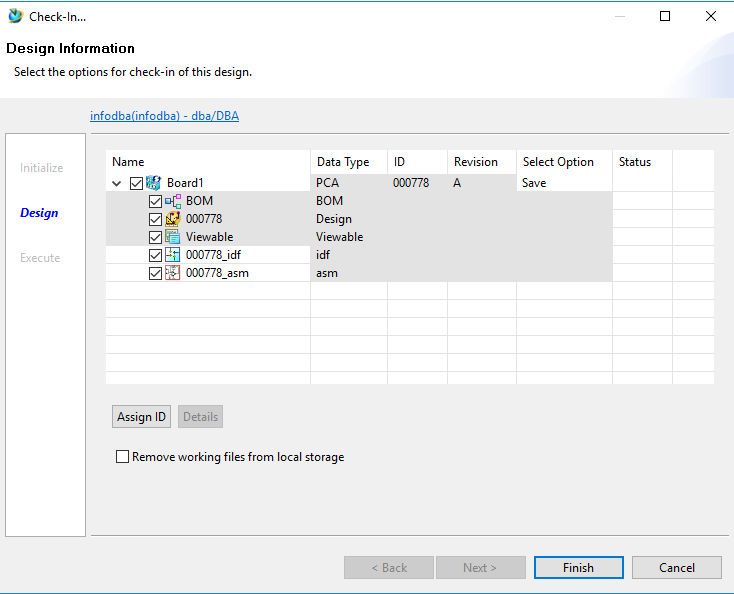 Check-In...
Design Information
Select the options for check-in of this design.
infodba(infodba) - dba/DBA
Initialize
Design
Execute
Name Data Type ID Revision Select Option Status
Board1 PCA 000778 A Save
BOM BOM
000778 Design
Viewable Viewable
000778_idf idf
000778_asm asm
Assign ID Details
Remove working files from local storage
< Back Next > Finish Cancel